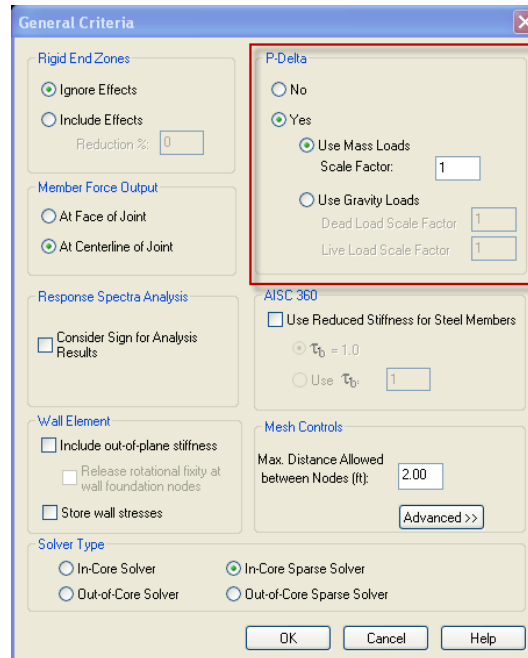 General Criteria
Rigid End Zones
Ignore Effects
Include Effects
Reduction %: 0
Member Force Output
At Face of Joint
At Centerline of Joint
P-Delta
No
Yes
Use Mass Loads
Scale Factor: 1
Use Gravity Loads
Dead Load Scale Factor 1
Live Load Scale Factor 1
Response Spectra Analysis
Consider Sign for Analysis
Results
AISC 360
Use Reduced Stiffness for Steel Members
τb = 1.0
Use τb: 1
Wall Element
Include out-of-plane stiffness
Release rotational fixity at
wall foundation nodes
Store wall stresses
Mesh Controls
Max. Distance Allowed
between Nodes (ft): 2.00
Advanced >>
Solver Type
In-Core Solver
In-Core Sparse Solver
Out-of-Core Solver
Out-of-Core Sparse Solver
OK
Cancel
Help